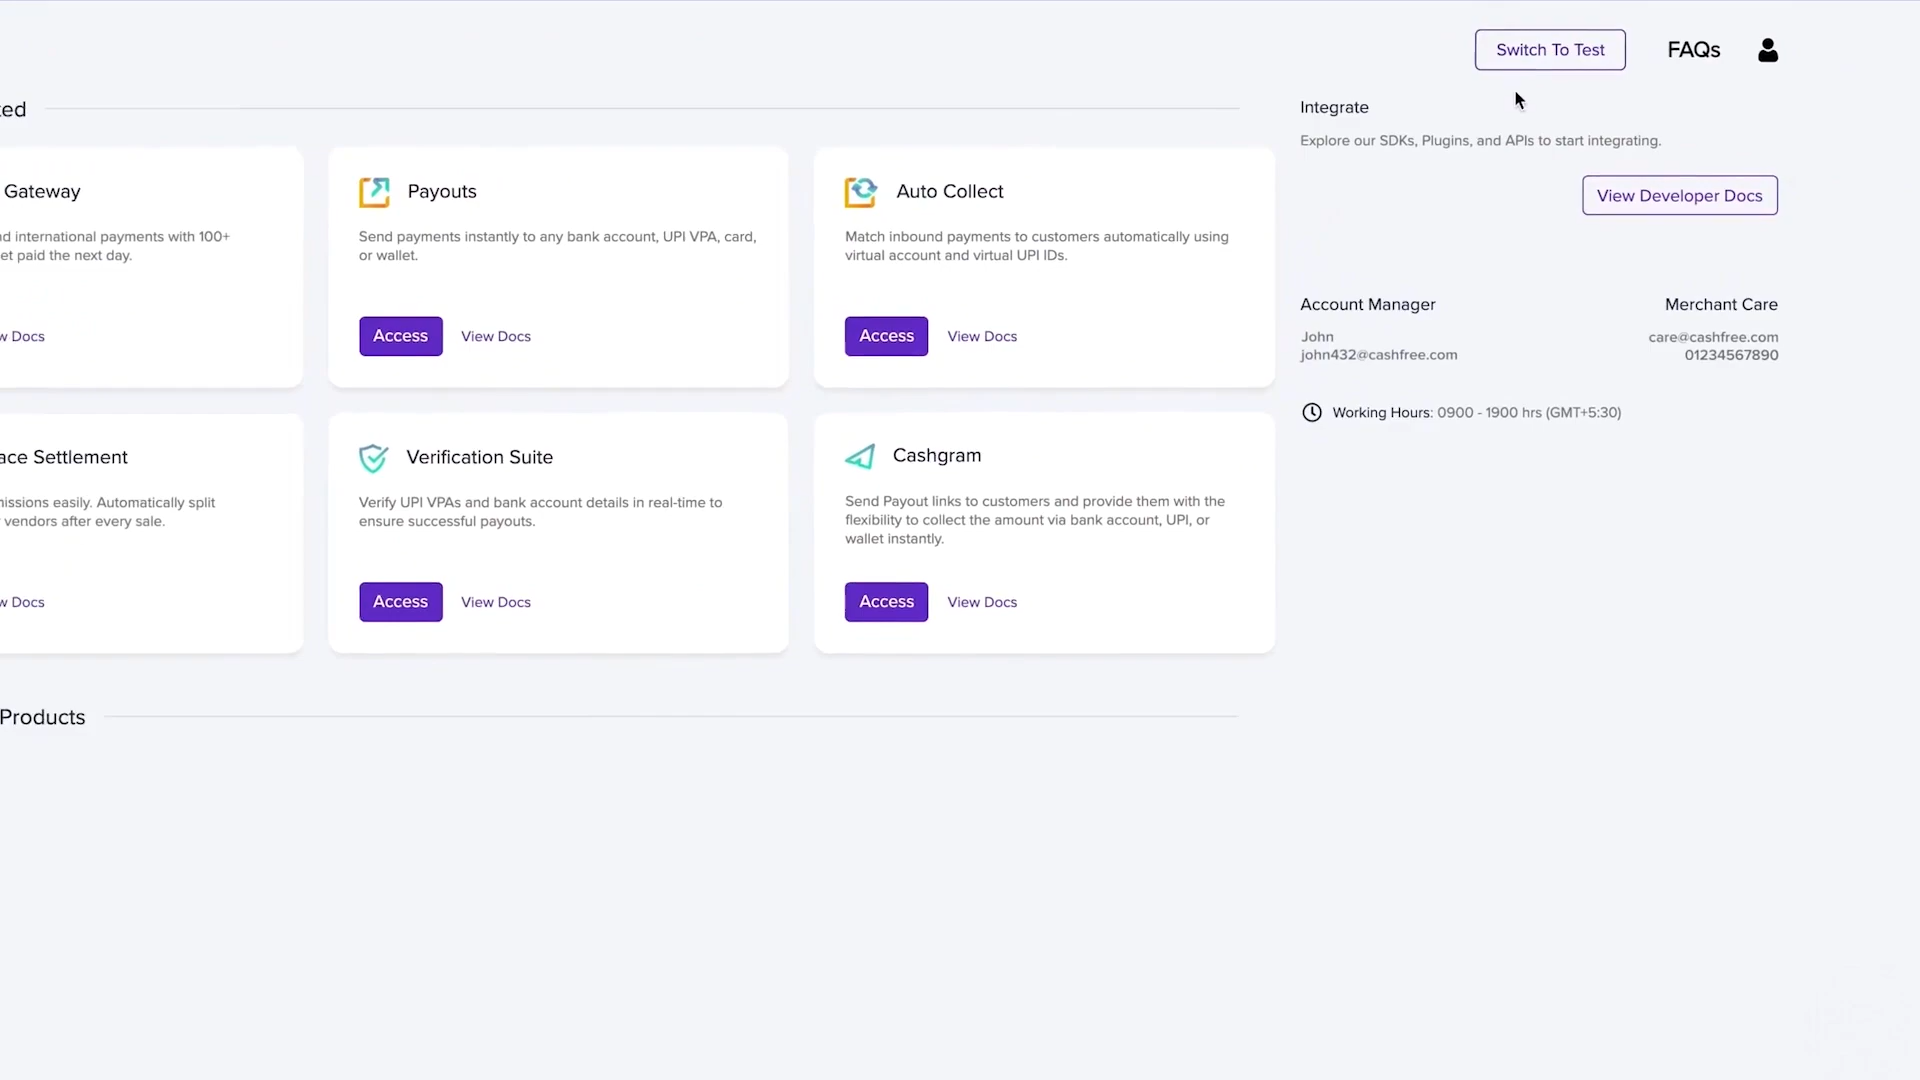 Switch To Test
FAQs
Integrate
Explore our SDKs, Plugins, and APIs to start integrating.
View Developer Docs
Gateway
international payments with 100+
paid the next day.
Docs
Payouts
Send payments instantly to any bank account, UPI VPA, card,
or wallet.
Access
View Docs
Auto Collect
Match inbound payments to customers automatically using
virtual account and virtual UPI IDs.
Access
View Docs
Account Manager
John
john432@cashfree.com
Merchant Care
care@cashfree.com
01234567890
Working Hours: 0900 - 1900 hrs (GMT+5:30)
Settlement
easily. Automatically split
vendors after every sale.
Docs
Verification Suite
Verify UPI VPAs and bank account details in real-time to
ensure successful payouts.
Access
View Docs
Cashgram
Send Payout links to customers and provide them with the
flexibility to collect the amount via bank account, UPI, or
wallet instantly.
Access
View Docs
Products